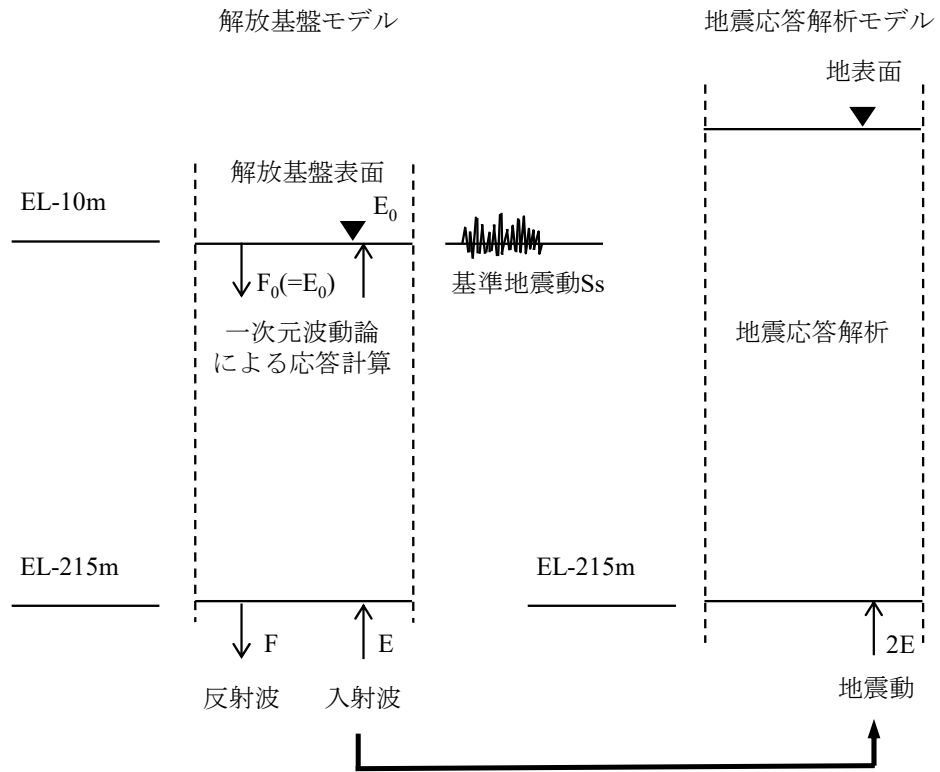 解放基盤モデル
地震応答解析モデル
地表面
解放基盤表面
EL-10m
E₀
F₀(=E₀)
基準地震動Ss
一次元波動論
による応答計算
地震応答解析
EL-215m
EL-215m
F
E
2E
反射波
入射波
地震動